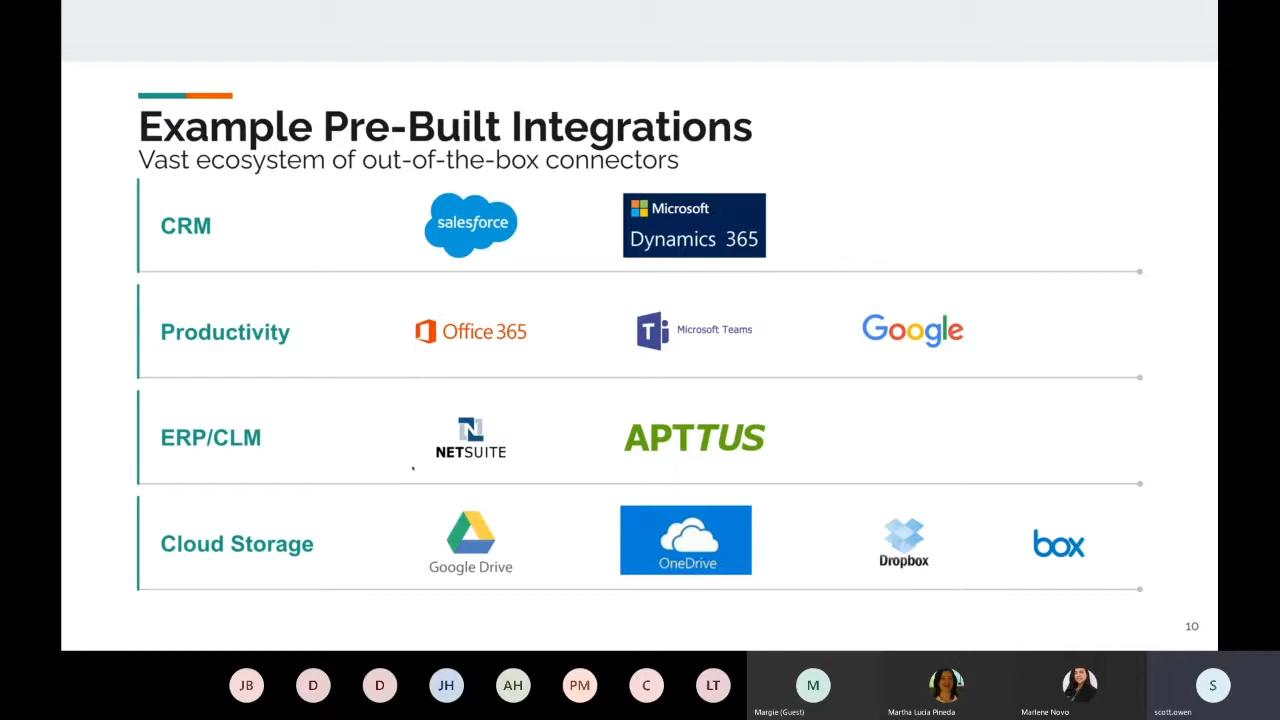 Example Pre-Built Integrations
Vast ecosystem of out-of-the-box connectors
CRM
salesforce
Microsoft
Dynamics 365
Productivity
Office 365
T
Microsoft Teams
Google
ERP/CLM
N
NETSUITE
APTTUS
Cloud Storage
Google Drive
OneDrive
Dropbox
box
10
JB
D
D
JH
AH
PM
C
LT
M
S
Margie (Guest)
Martha Lucia Pineda
Marlene Novo
scott.owen